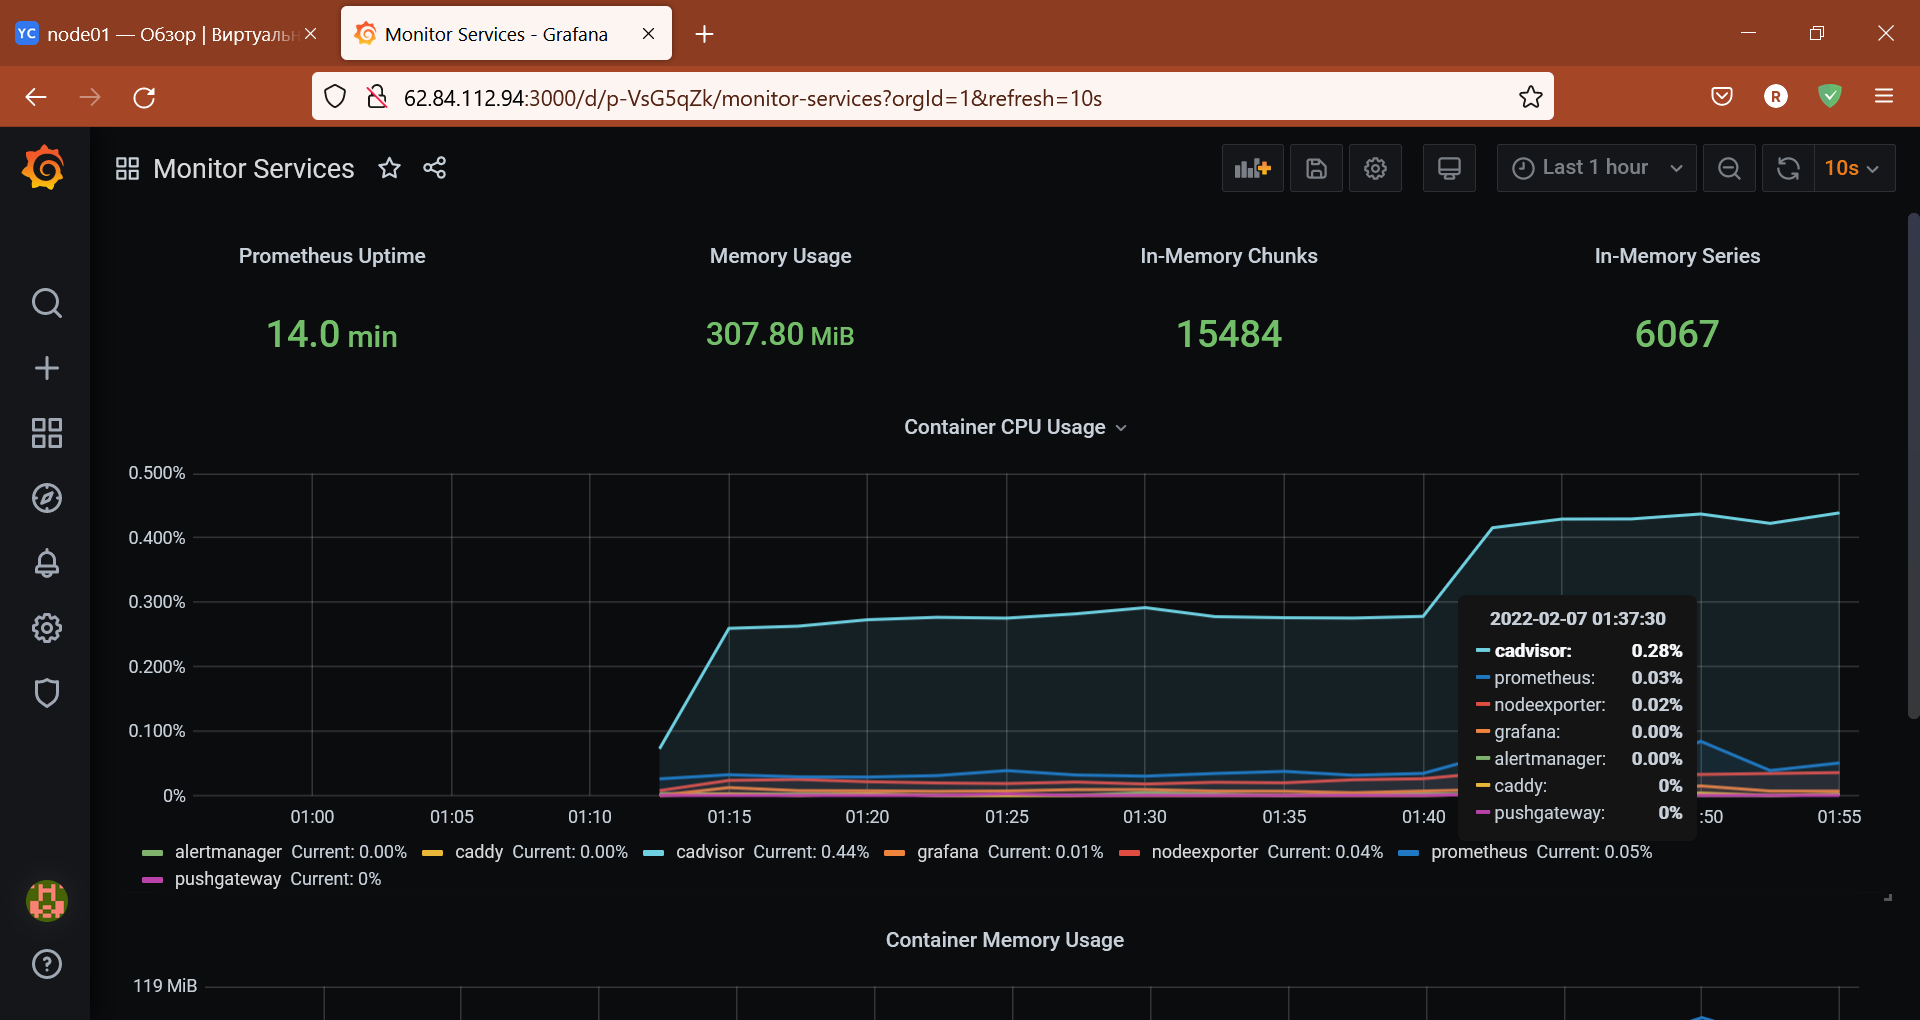 YC node01 — Обзор | Виртуальн
Monitor Services - Grafana
62.84.112.94:3000/d/p-VsG5qZk/monitor-services?orgId=1&refresh=10s
R
Monitor Services
Last 1 hour
10s
Prometheus Uptime
Memory Usage
In-Memory Chunks
In-Memory Series
14.0 min
307.80 MiB
15484
6067
Container CPU Usage
0.500%
0.400%
0.300%
0.200%
0.100%
0%
2022-02-07 01:37:30
cadvisor: 0.28%
prometheus: 0.03%
nodeexporter: 0.02%
grafana: 0.00%
alertmanager: 0.00%
caddy: 0%
pushgateway: 0%
01:00 01:05 01:10 01:15 01:20 01:25 01:30 01:35 01:40 :50 01:55
alertmanager Current: 0.00% caddy Current: 0.00% cadvisor Current: 0.44% grafana Current: 0.01% nodeexporter Current: 0.04% prometheus Current: 0.05%
pushgateway Current: 0%
Container Memory Usage
119 MiB